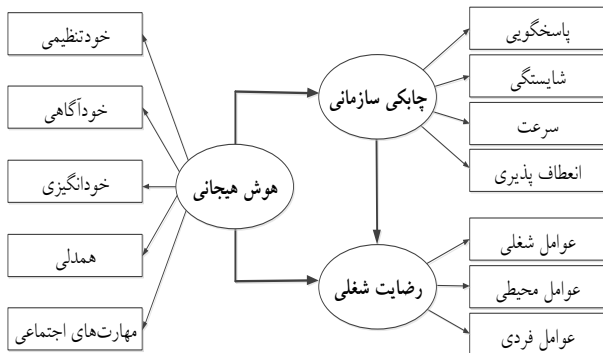 خودتنظیمی
خودآگاهی
خودانگیزی
همدلی
مهارت‌های اجتماعی
هوش هیجانی
چابکی سازمانی
رضایت شغلی
پاسخگویی
شایستگی
سرعت
انعطاف پذیری
عوامل شغلی
عوامل محیطی
عوامل فردی